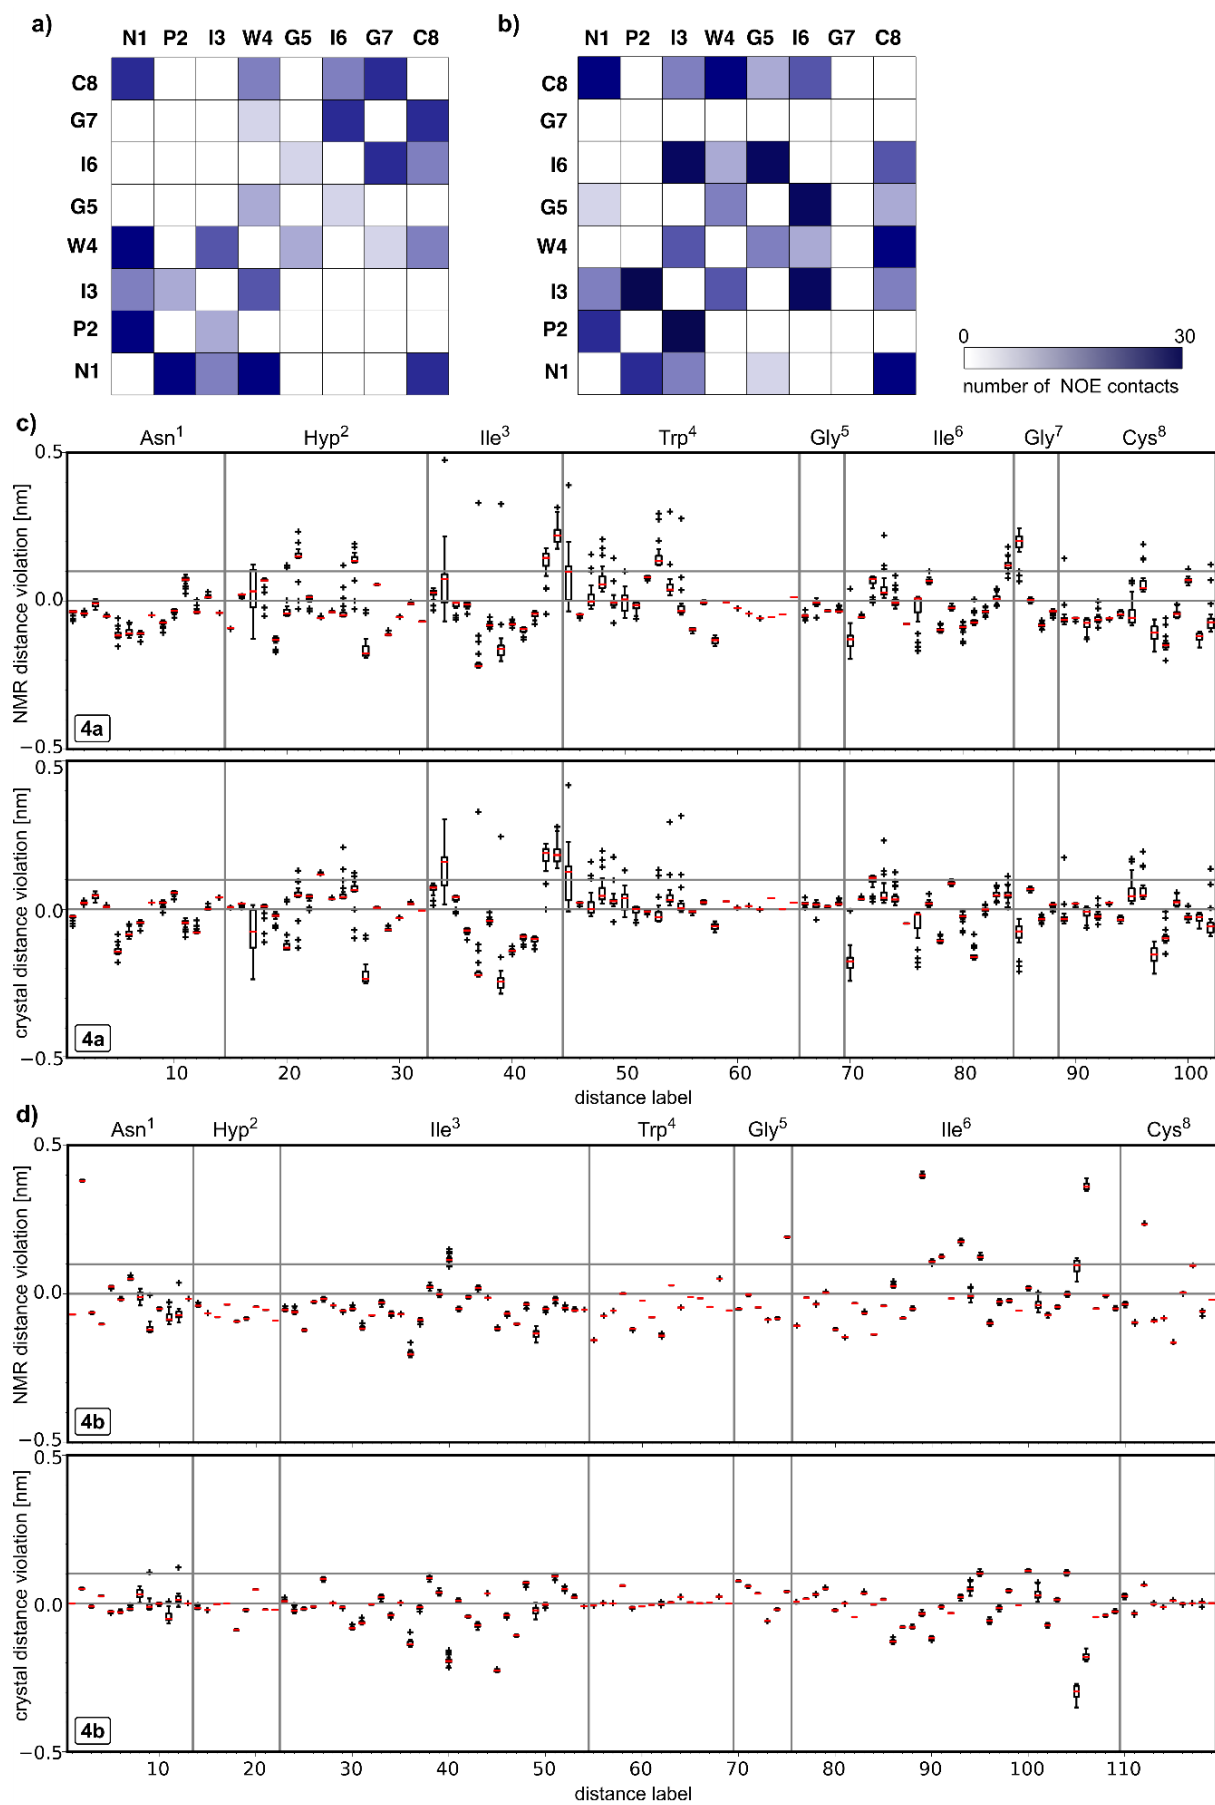 a)
N1 P2 I3 W4 G5 I6 G7 C8
C8
G7
I6
G5
W4
I3
P2
N1
b)
N1 P2 I3 W4 G5 I6 G7 C8
C8
G7
I6
G5
W4
I3
P2
N1
0 30
number of NOE contacts
c)
Asn¹ Hyp² Ile³ Trp⁴ Gly⁵ Ile⁶ Gly⁷ Cys⁸
NMR distance violation [nm]
0.5
0.0
−0.5
4a
crystal distance violation [nm]
0.5
0.0
−0.5
4a
10 20 30 40 50 60 70 80 90 100
distance label
d)
Asn¹ Hyp² Ile³ Trp⁴ Gly⁵ Ile⁶ Cys⁸
NMR distance violation [nm]
0.5
0.0
−0.5
4b
crystal distance violation [nm]
0.5
0.0
−0.5
4b
10 20 30 40 50 60 70 80 90 100 110
distance label